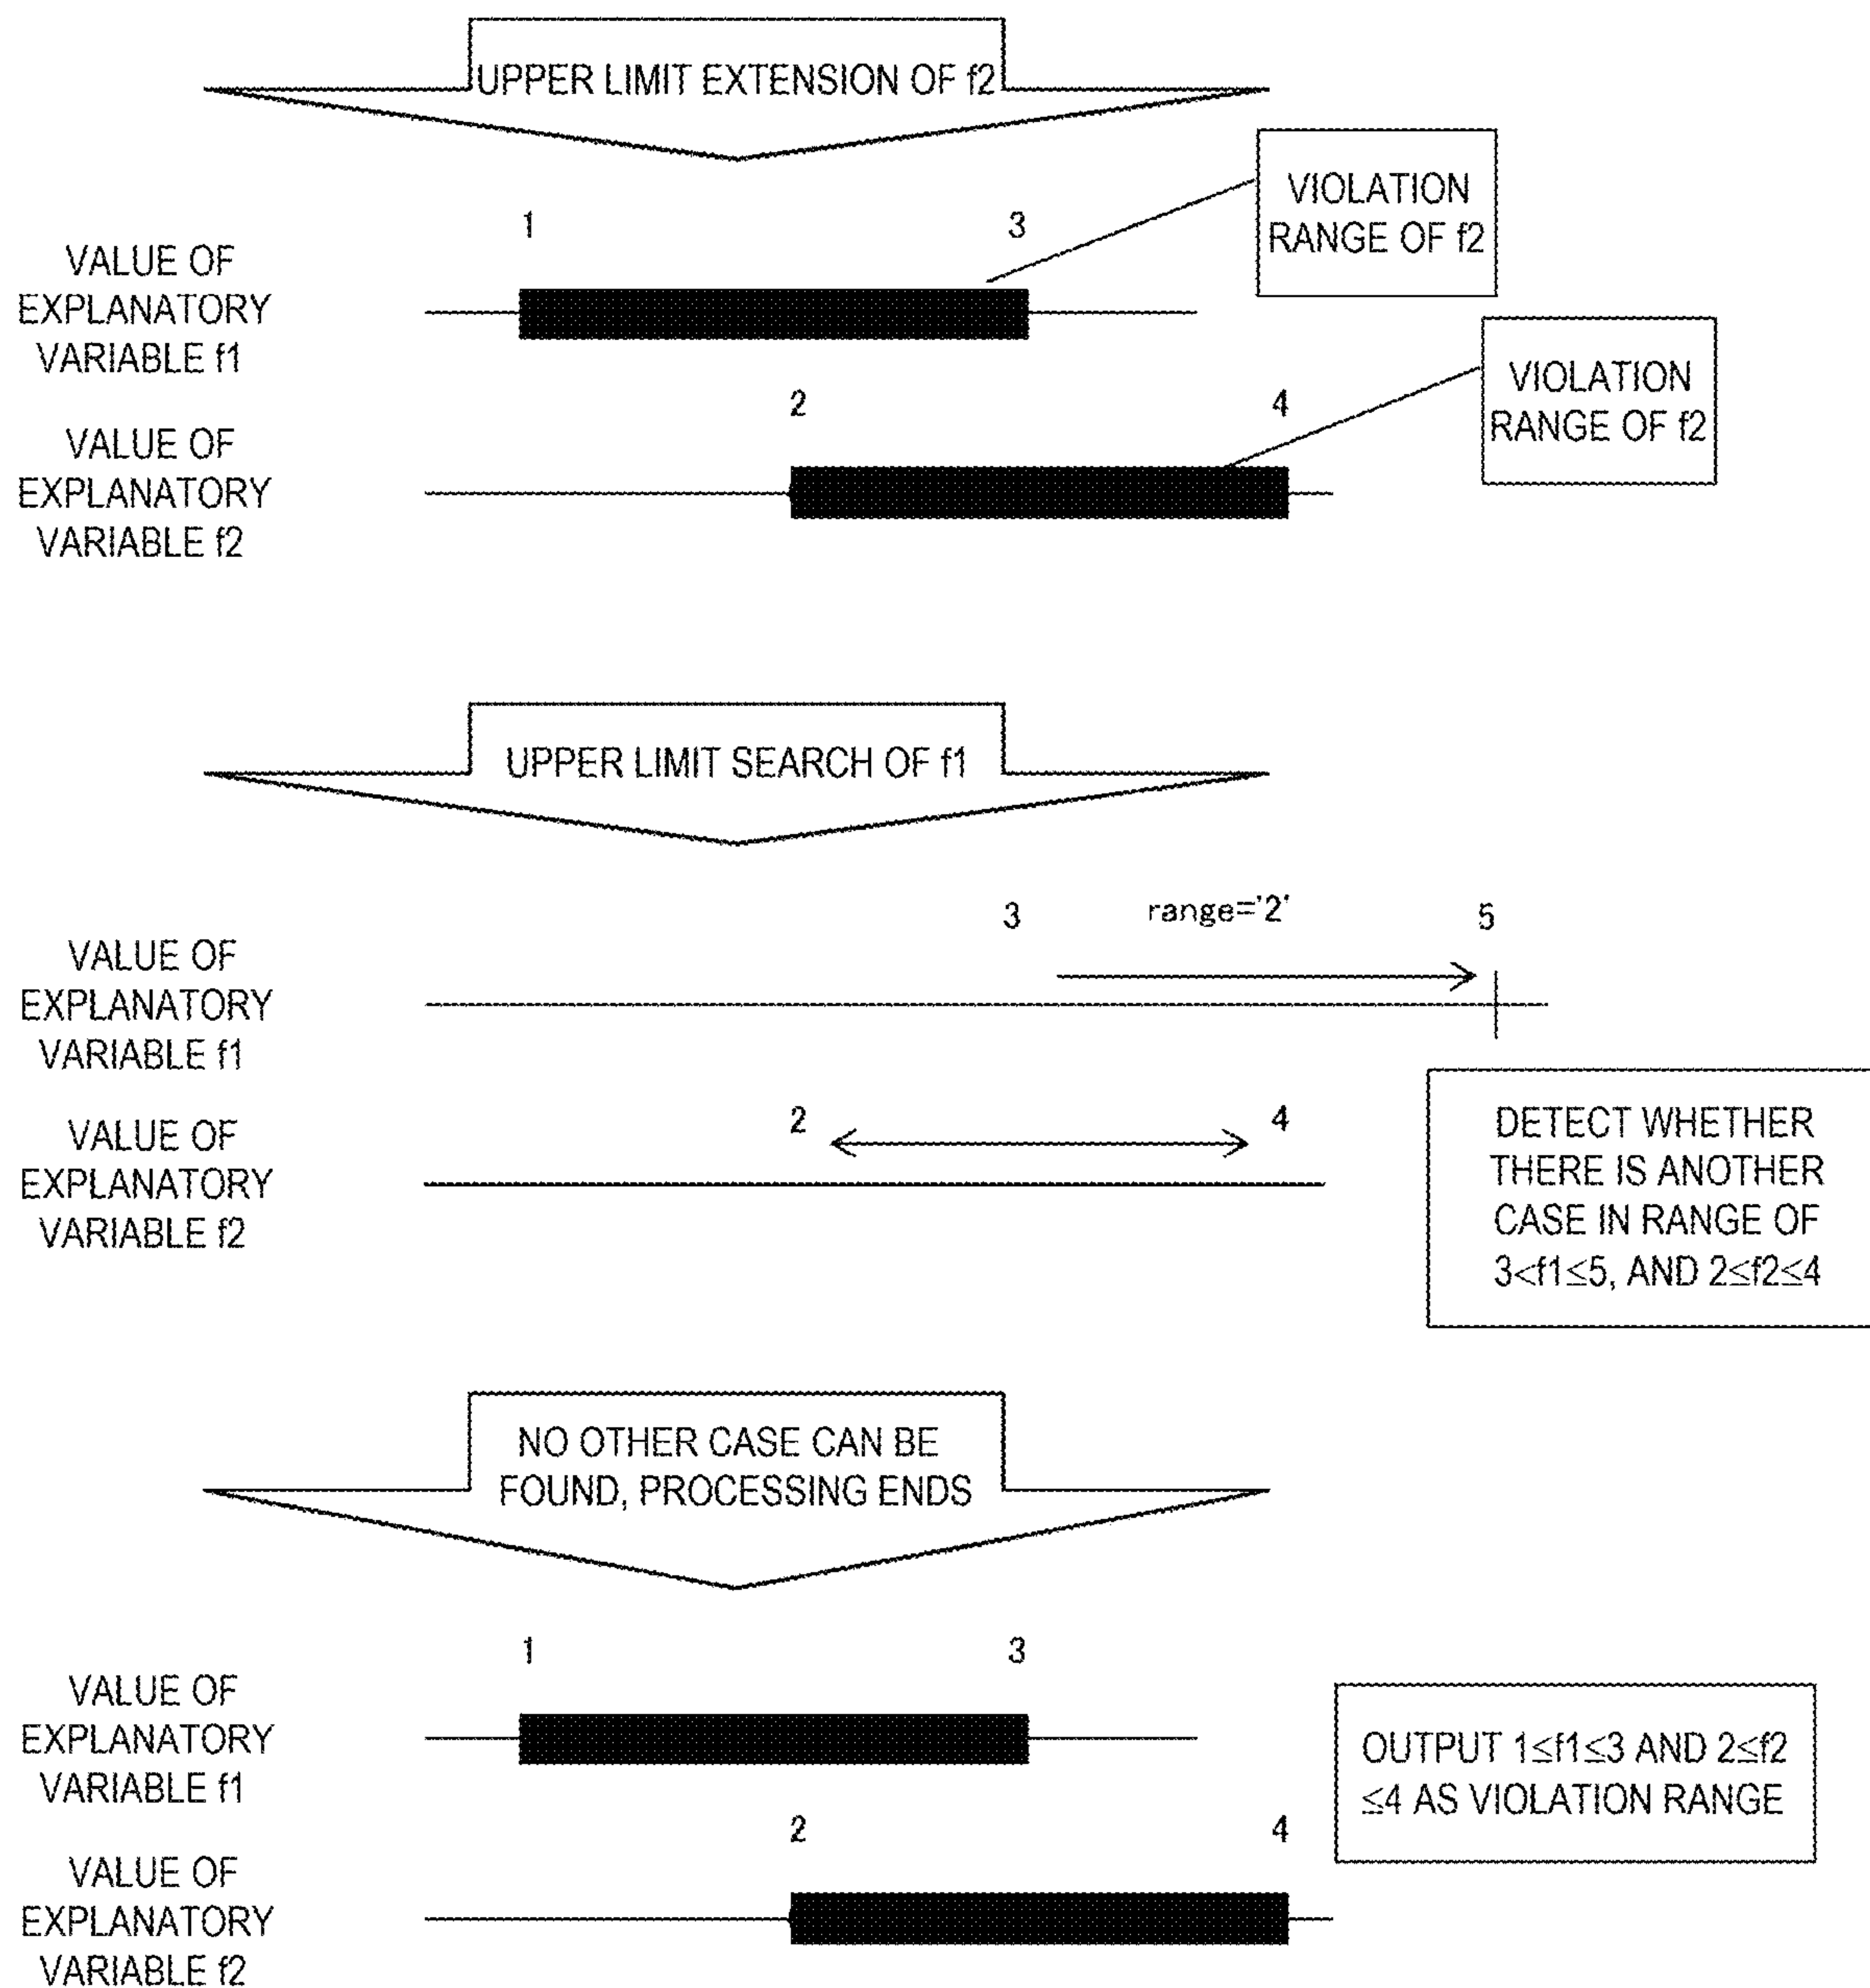 UPPER LIMIT EXTENSION OF f2
VIOLATION
RANGE OF f2
1
3
VALUE OF
EXPLANATORY
VARIABLE f1
VIOLATION
RANGE OF f2
2
4
VALUE OF
EXPLANATORY
VARIABLE f2
UPPER LIMIT SEARCH OF f1
3
range='2'
5
VALUE OF
EXPLANATORY
VARIABLE f1
2
4
VALUE OF
EXPLANATORY
VARIABLE f2
DETECT WHETHER
THERE IS ANOTHER
CASE IN RANGE OF
3<f1≤5, AND 2≤f2≤4
NO OTHER CASE CAN BE
FOUND, PROCESSING ENDS
1
3
VALUE OF
EXPLANATORY
VARIABLE f1
OUTPUT 1≤f1≤3 AND 2≤f2
≤4 AS VIOLATION RANGE
2
4
VALUE OF
EXPLANATORY
VARIABLE f2